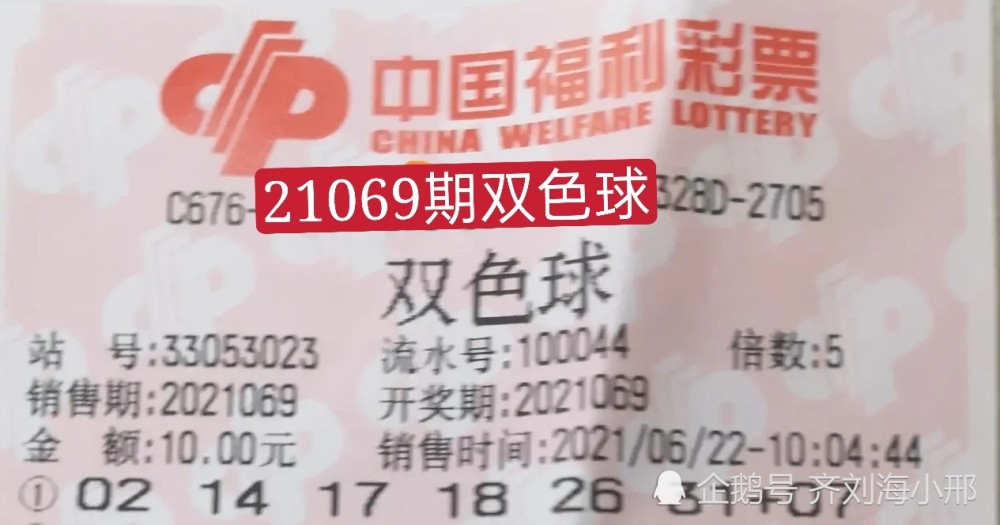 中国福利彩票
CHINA WELFARE LOTTERY
C676- 21069期双色球 328D-2705
双色球
站 号:33053023 流水号:100044 倍数:5
销售期:2021069 开奖期:2021069
金 额:10.00元 销售时间:2021/06/22-10:04:44
① 02 14 17 18 26 31+07
企鹅号 齐刘海小邢